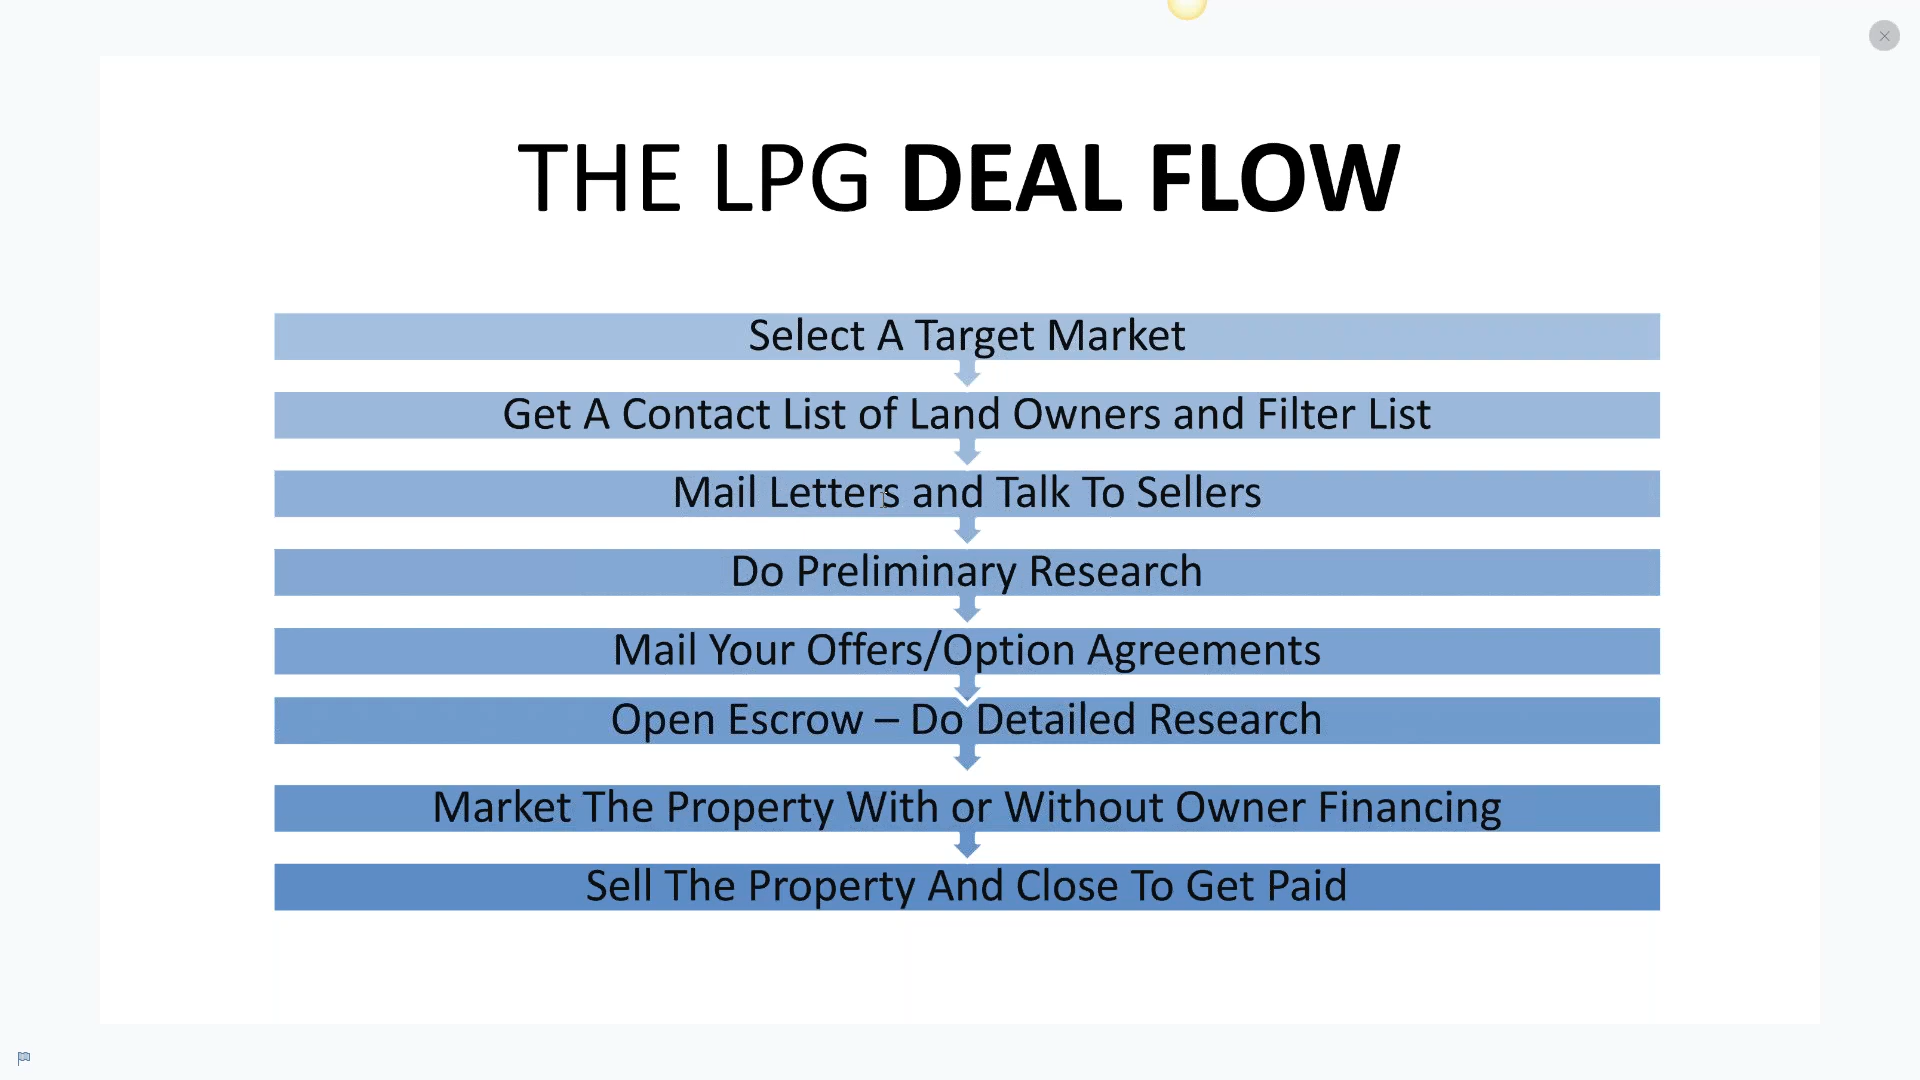 THE LPG DEAL FLOW
Select A Target Market
Get A Contact List of Land Owners and Filter List
Mail Letters and Talk To Sellers
Do Preliminary Research
Mail Your Offers/Option Agreements
Open Escrow – Do Detailed Research
Market The Property With or Without Owner Financing
Sell The Property And Close To Get Paid